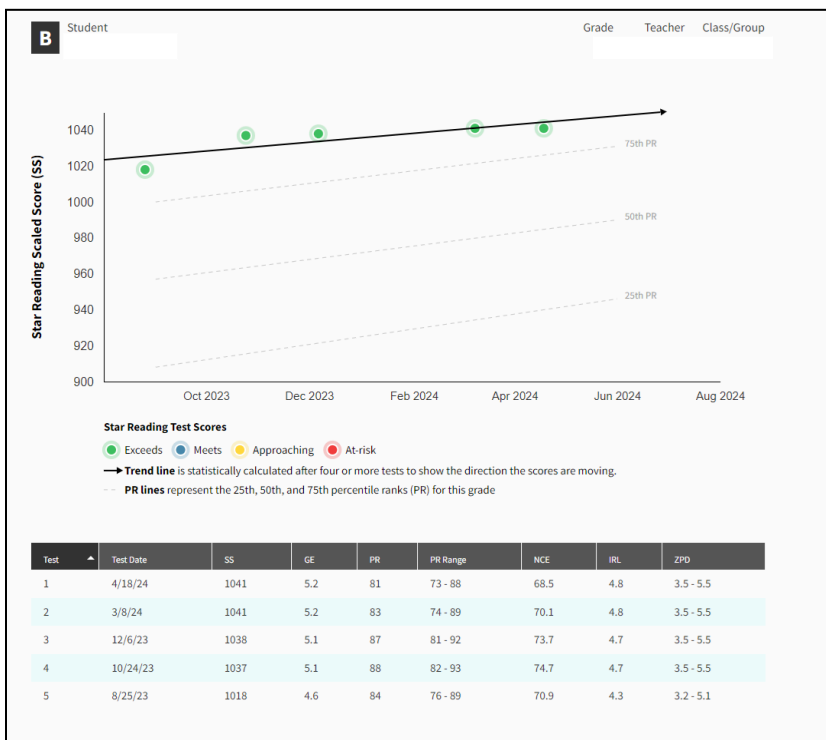 B Student Grade Teacher Class/Group
Star Reading Scaled Score (SS)
1040
1020
1000
980
960
940
920
900
75th PR
50th PR
25th PR
Oct 2023 Dec 2023 Feb 2024 Apr 2024 Jun 2024 Aug 2024
Star Reading Test Scores
Exceeds Meets Approaching At-risk
Trend line is statistically calculated after four or more tests to show the direction the scores are moving.
PR lines represent the 25th, 50th, and 75th percentile ranks (PR) for this grade
Test Test Date SS GE PR PR Range NCE IRL ZPD
1 4/18/24 1041 5.2 81 73 - 88 68.5 4.8 3.5 - 5.5
2 3/8/24 1041 5.2 83 74 - 89 70.1 4.8 3.5 - 5.5
3 12/6/23 1038 5.1 87 81 - 92 73.7 4.7 3.5 - 5.5
4 10/24/23 1037 5.1 88 82 - 93 74.7 4.7 3.5 - 5.5
5 8/25/23 1018 4.6 84 76 - 89 70.9 4.3 3.2 - 5.1